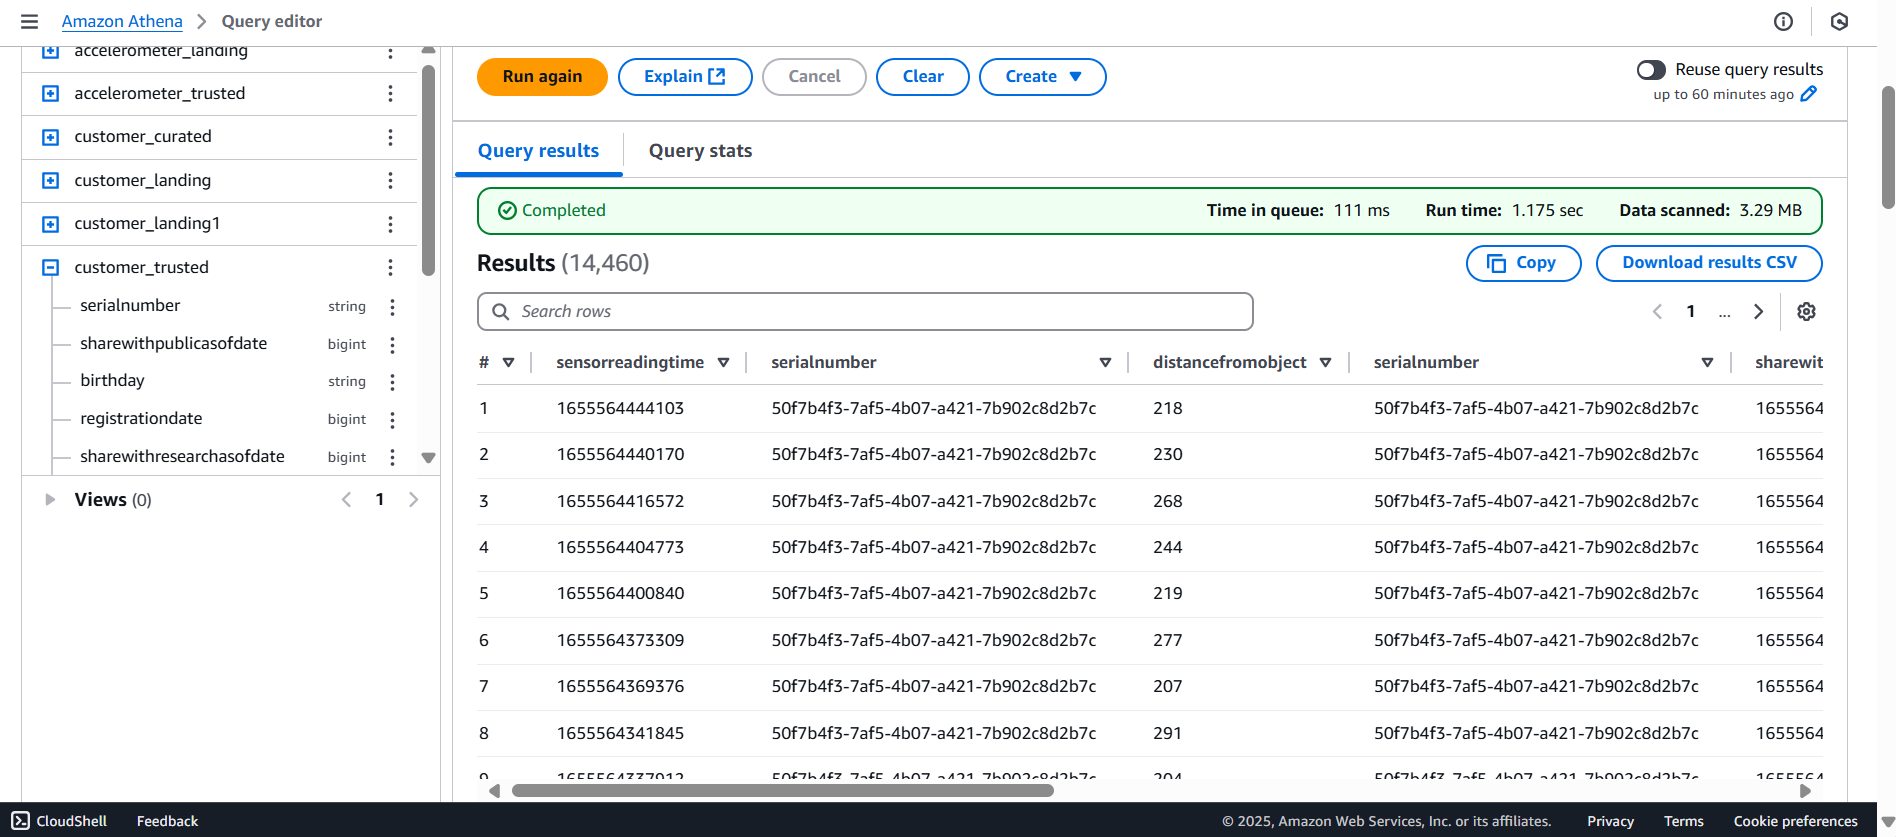 Amazon Athena > Query editor
accelerometer_landing
accelerometer_trusted
customer_curated
customer_landing
customer_landing1
customer_trusted
serialnumber string
sharewithpublicasofdate bigint
birthday string
registrationdate bigint
sharewithresearchasofdate bigint
Views (0) 1
Run again Explain Cancel Clear Create
Reuse query results
up to 60 minutes ago
Query results Query stats
Completed Time in queue: 111 ms Run time: 1.175 sec Data scanned: 3.29 MB
Results (14,460) Copy Download results CSV
Search rows 1 ...
# sensorreadingtime serialnumber distancefromobject serialnumber sharewit
1 1655564444103 50f7b4f3-7af5-4b07-a421-7b902c8d2b7c 218 50f7b4f3-7af5-4b07-a421-7b902c8d2b7c 1655564
2 1655564440170 50f7b4f3-7af5-4b07-a421-7b902c8d2b7c 230 50f7b4f3-7af5-4b07-a421-7b902c8d2b7c 1655564
3 1655564416572 50f7b4f3-7af5-4b07-a421-7b902c8d2b7c 268 50f7b4f3-7af5-4b07-a421-7b902c8d2b7c 1655564
4 1655564404773 50f7b4f3-7af5-4b07-a421-7b902c8d2b7c 244 50f7b4f3-7af5-4b07-a421-7b902c8d2b7c 1655564
5 1655564400840 50f7b4f3-7af5-4b07-a421-7b902c8d2b7c 219 50f7b4f3-7af5-4b07-a421-7b902c8d2b7c 1655564
6 1655564373309 50f7b4f3-7af5-4b07-a421-7b902c8d2b7c 277 50f7b4f3-7af5-4b07-a421-7b902c8d2b7c 1655564
7 1655564369376 50f7b4f3-7af5-4b07-a421-7b902c8d2b7c 207 50f7b4f3-7af5-4b07-a421-7b902c8d2b7c 1655564
8 1655564341845 50f7b4f3-7af5-4b07-a421-7b902c8d2b7c 291 50f7b4f3-7af5-4b07-a421-7b902c8d2b7c 1655564
CloudShell Feedback © 2025, Amazon Web Services, Inc. or its affiliates. Privacy Terms Cookie preferences